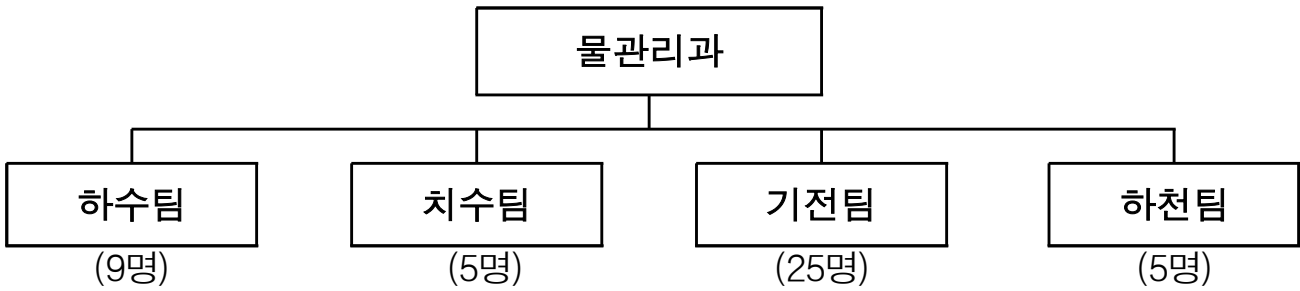 물관리과
하수팀 치수팀 기전팀 하천팀
(9명) (5명) (25명) (5명)